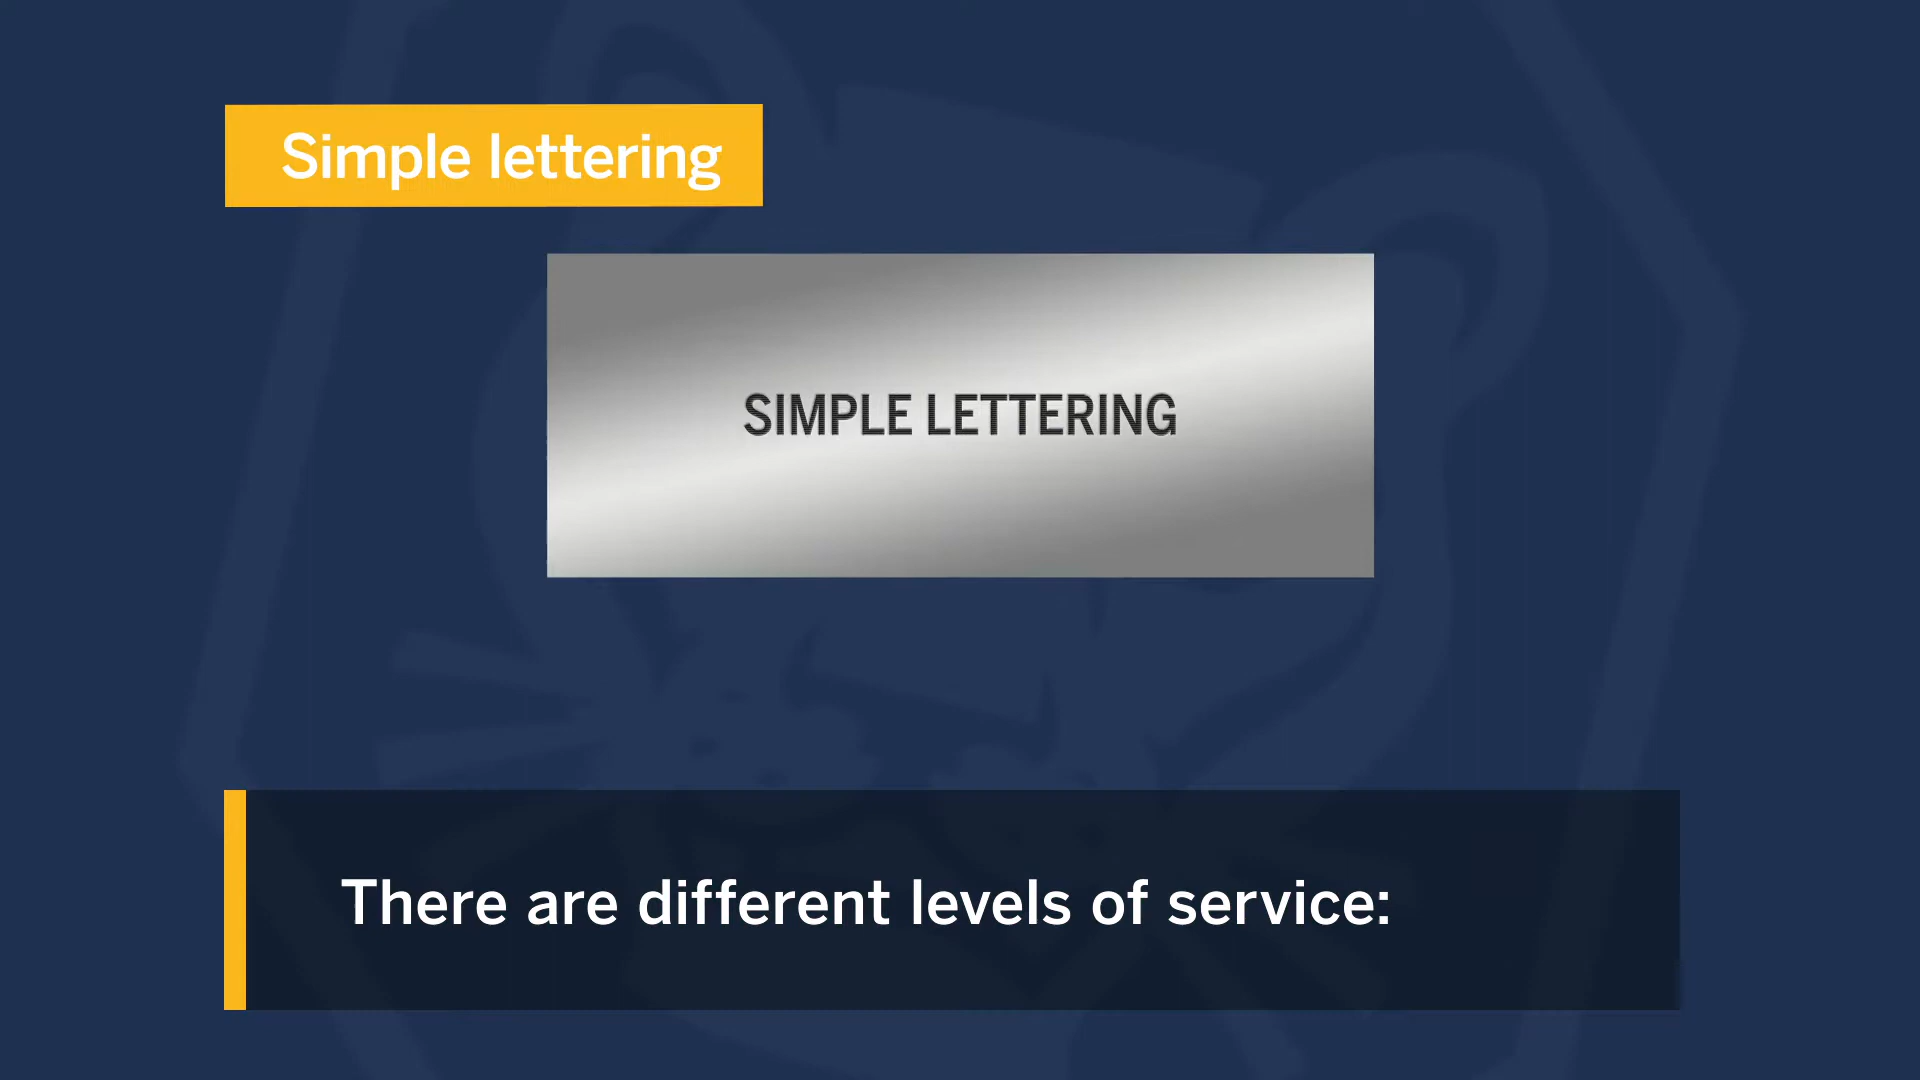 Simple lettering
SIMPLE LETTERING
There are different levels of service: